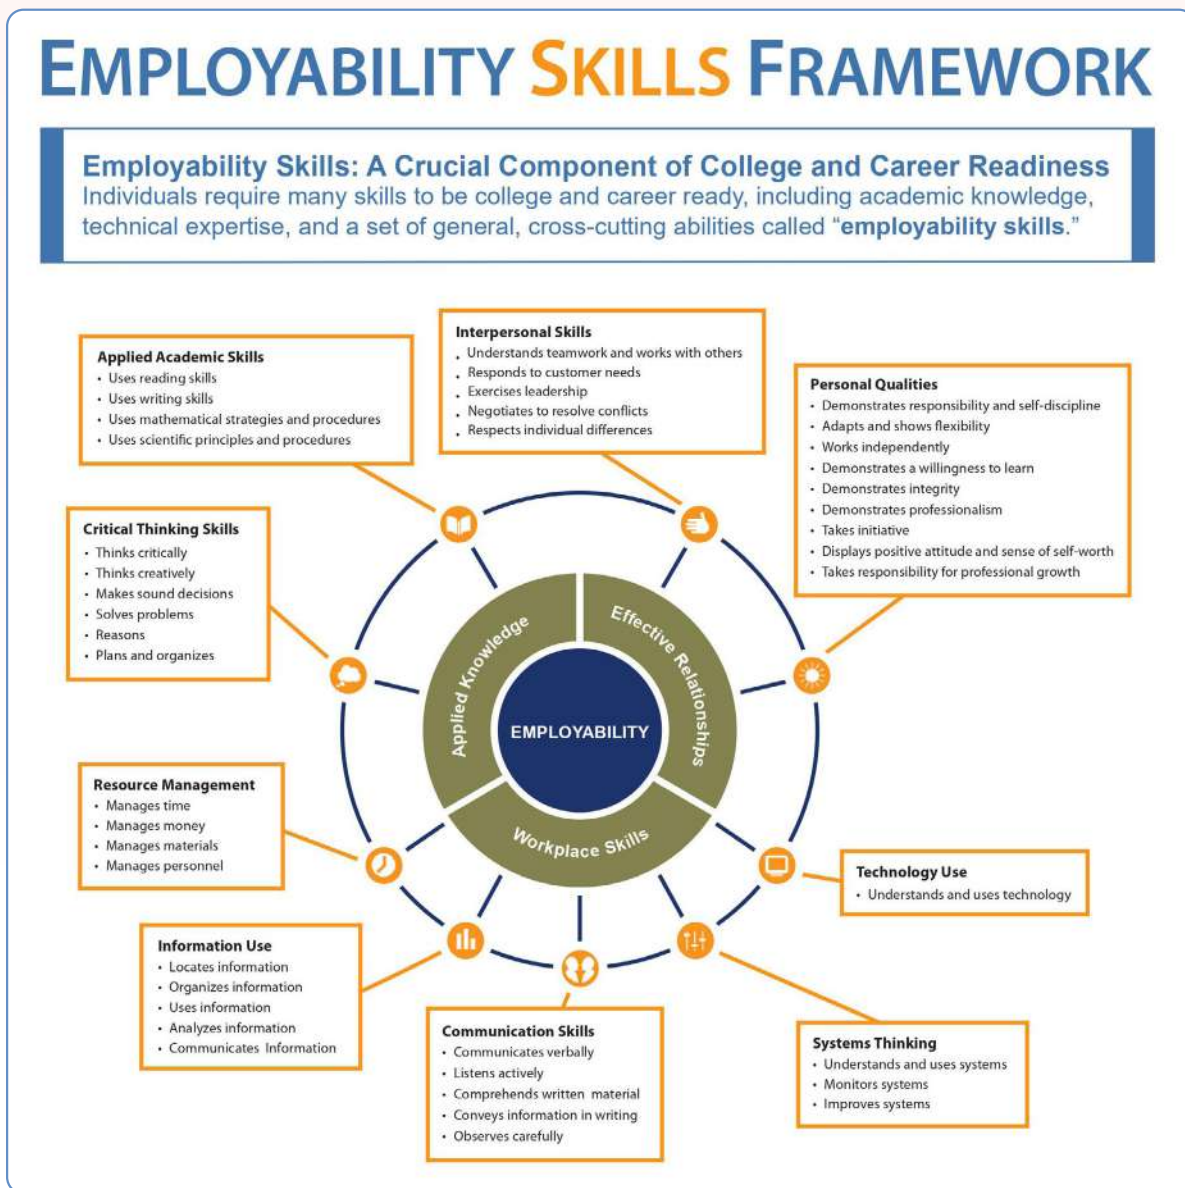 EMPLOYABILITY SKILLS FRAMEWORK
Employability Skills: A Crucial Component of College and Career Readiness
Individuals require many skills to be college and career ready, including academic knowledge,
technical expertise, and a set of general, cross-cutting abilities called “employability skills.”
Applied Academic Skills
• Uses reading skills
• Uses writing skills
• Uses mathematical strategies and procedures
• Uses scientific principles and procedures
Interpersonal Skills
• Understands teamwork and works with others
• Responds to customer needs
• Exercises leadership
• Negotiates to resolve conflicts
• Respects individual differences
Personal Qualities
• Demonstrates responsibility and self-discipline
• Adapts and shows flexibility
• Works independently
• Demonstrates a willingness to learn
• Demonstrates integrity
• Demonstrates professionalism
• Takes initiative
• Displays positive attitude and sense of self-worth
• Takes responsibility for professional growth
Critical Thinking Skills
• Thinks critically
• Thinks creatively
• Makes sound decisions
• Solves problems
• Reasons
• Plans and organizes
Applied Knowledge
Effective Relationships
EMPLOYABILITY
Workplace Skills
Resource Management
• Manages time
• Manages money
• Manages materials
• Manages personnel
Technology Use
• Understands and uses technology
Information Use
• Locates information
• Organizes information
• Uses information
• Analyzes information
• Communicates Information
Communication Skills
• Communicates verbally
• Listens actively
• Comprehends written material
• Conveys information in writing
• Observes carefully
Systems Thinking
• Understands and uses systems
• Monitors systems
• Improves systems